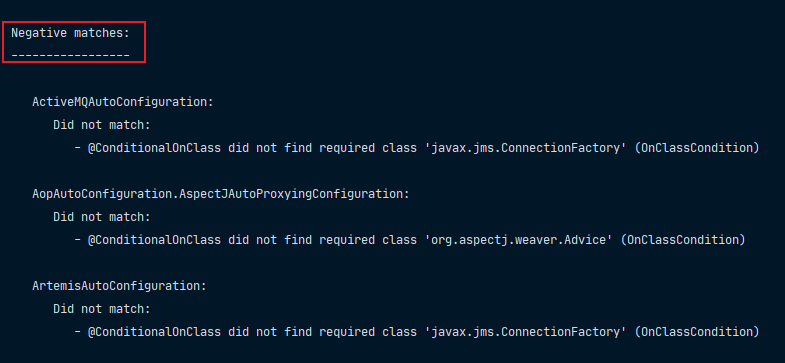 Negative matches:
-----------------
ActiveMQAutoConfiguration:
Did not match:
- @ConditionalOnClass did not find required class 'javax.jms.ConnectionFactory' (OnClassCondition)
AopAutoConfiguration.AspectJAutoProxyingConfiguration:
Did not match:
- @ConditionalOnClass did not find required class 'org.aspectj.weaver.Advice' (OnClassCondition)
ArtemisAutoConfiguration:
Did not match:
- @ConditionalOnClass did not find required class 'javax.jms.ConnectionFactory' (OnClassCondition)